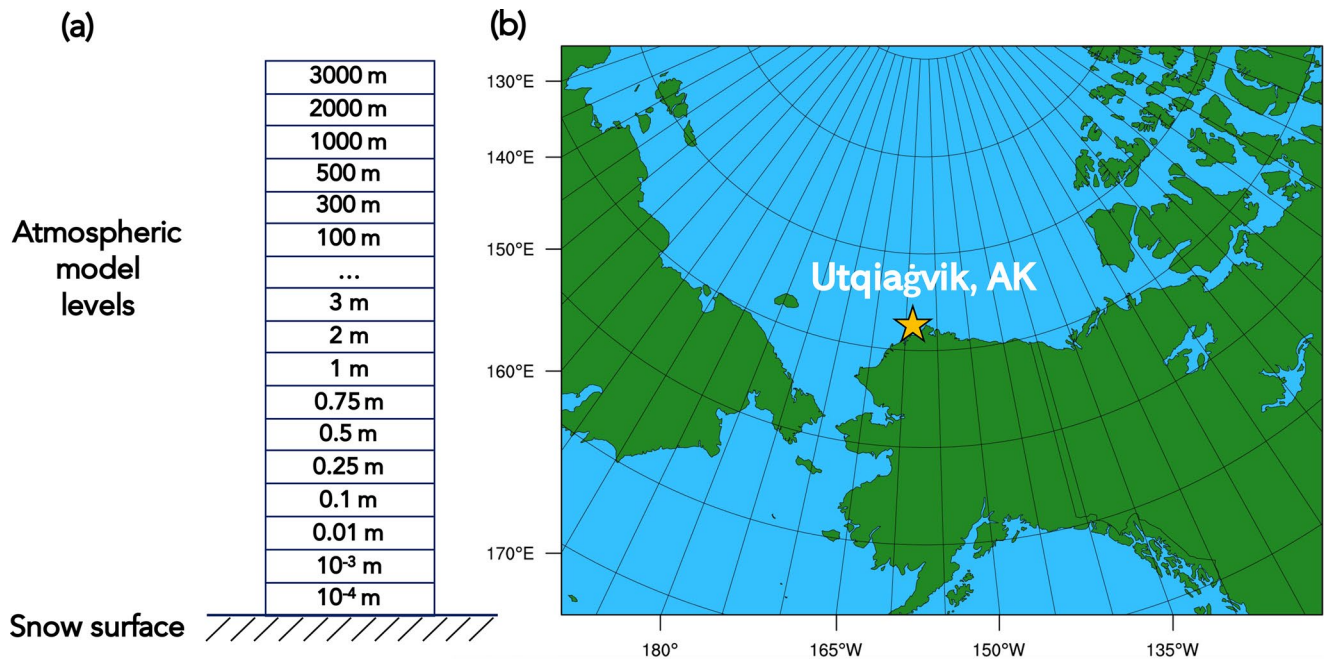 (a)
3000 m
2000 m
1000 m
500 m
300 m
100 m
...
3 m
2 m
1 m
0.75 m
0.5 m
0.25 m
0.1 m
0.01 m
10⁻³ m
10⁻⁴ m
Atmospheric
model
levels
Snow surface
(b)
130°E
140°E
150°E
160°E
170°E
Utqiaġvik, AK
180°
165°W
150°W
135°W